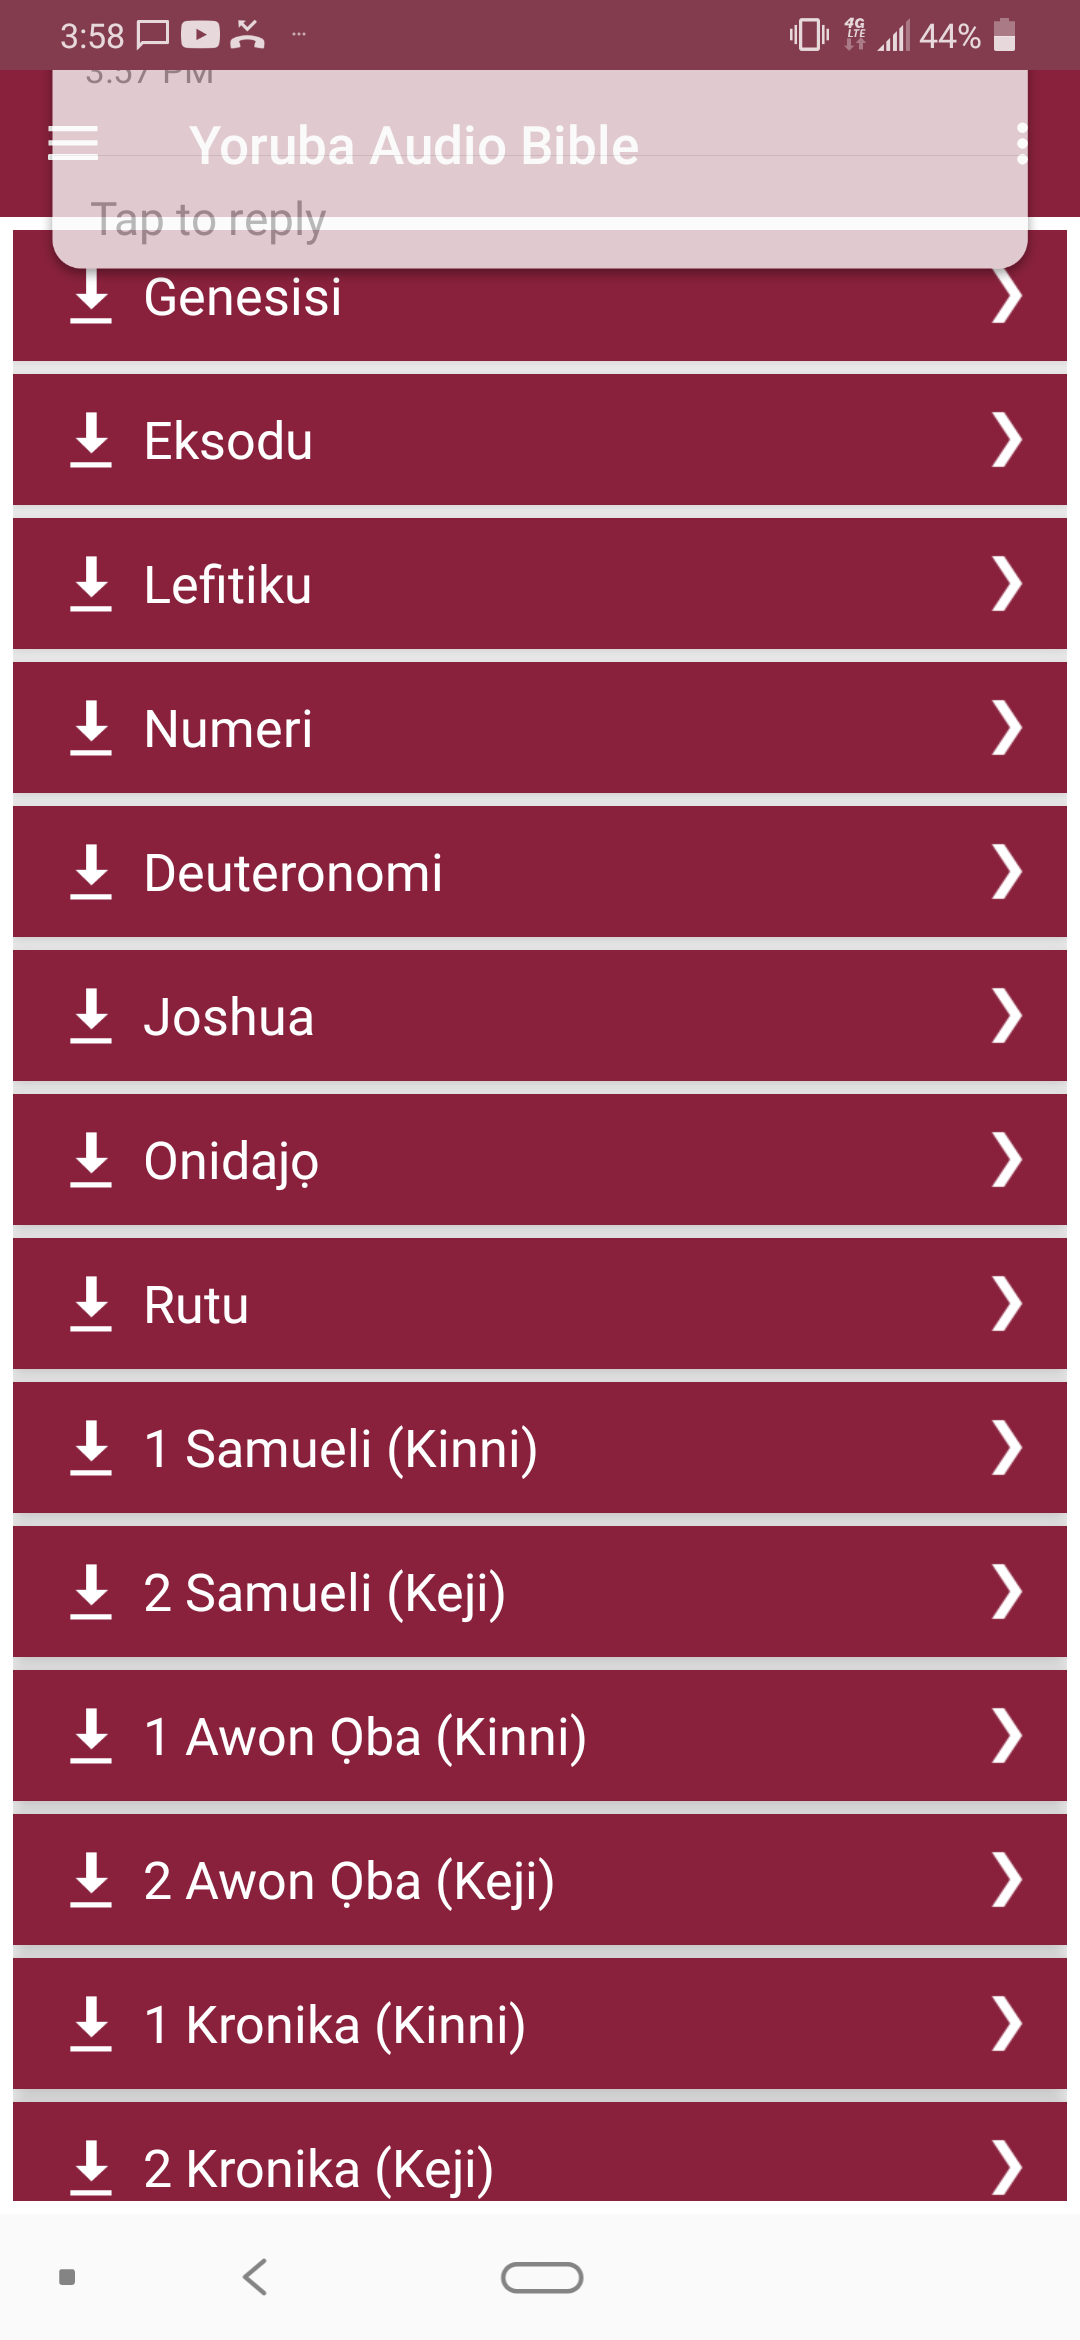 3:58 4G LTE 44%
3:57 PM
Yoruba Audio Bible
Tap to reply
Genesisi
Eksodu
Lefitiku
Numeri
Deuteronomi
Joshua
Onidajọ
Rutu
1 Samueli (Kinni)
2 Samueli (Keji)
1 Awon Ọba (Kinni)
2 Awon Ọba (Keji)
1 Kronika (Kinni)
2 Kronika (Keji)